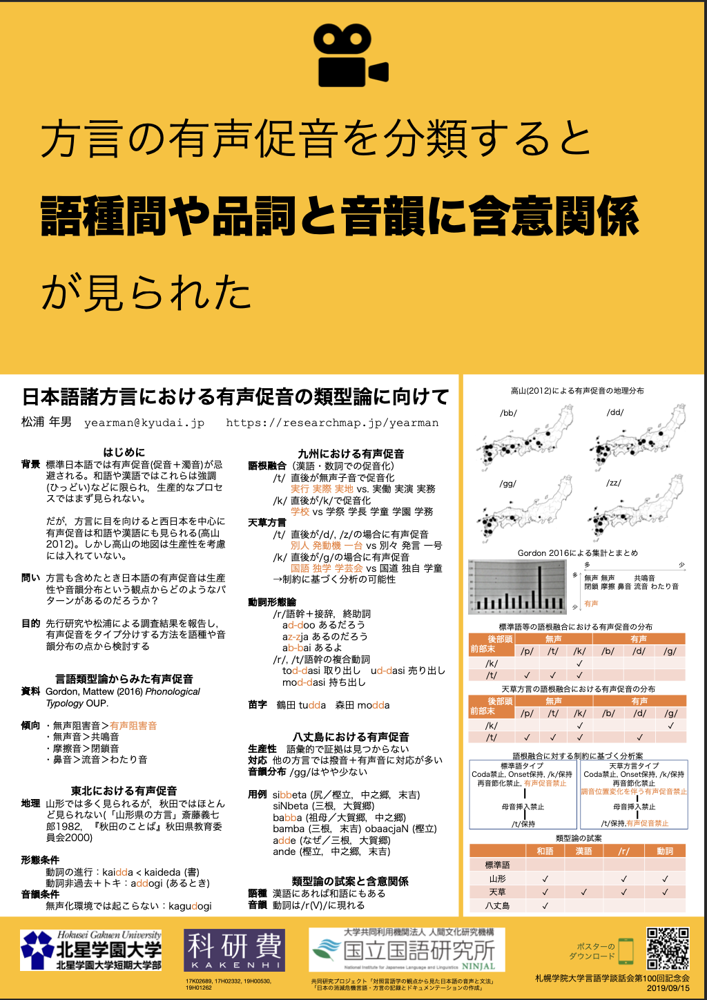 方言の有声促音を分類すると
語種間や品詞と音韻に含意関係
が見られた
日本語諸方言における有声促音の類型論に向けて
松浦 年男 yearman@kyudai.jp https://researchmap.jp/yearman
はじめに
背景 標準日本語では有声促音(促音＋濁音)が忌
避される。和語や漢語ではこれらは強調
(ひっどい)などに限られ，生産的なプロセ
スではまず見られない。
だが，方言に目を向けると西日本を中心に
有声促音は和語や漢語にも見られる(高山
2012)。しかし高山の地図は生産性を考慮
には入れていない。
問い 方言も含めたとき日本語の有声促音は生産
性や音韻分布という観点からどのようなパ
ターンがあるのだろうか？
目的 先行研究や松浦による調査結果を報告し，
有声促音をタイプ分けする方法を語種や音
韻分布の点から検討する
言語類型論からみた有声促音
資料 Gordon, Mattew (2016) Phonological
Typology OUP.
傾向 ・無声阻害音＞有声阻害音
・無声音＞共鳴音
・摩擦音＞閉鎖音
・鼻音＞流音＞わたり音
東北における有声促音
地理 山形では多く見られるが，秋田ではほとん
ど見られない(「山形県の方言」斎藤義七
郎1982，『秋田のことば』秋田県教育委
員会2000)
形態条件
動詞の進行：kaidda < kaideda (書)
動詞非過去＋トキ：addogi (あるとき)
音韻条件
無声化環境では起こらない：kagudogi
九州における有声促音
語根融合（漢語・数詞での促音化）
/t/ 直後が無声子音で促音化
実行 実際 実地 vs. 実働 実演 実務
/k/ 直後が/k/で促音化
学校 vs 学祭 学長 学童 学園 学務
天草方言
/t/ 直後が/d/, /z/の場合に有声促音
別人 発動機 一台 vs 別々 発言 一号
/k/ 直後が/g/の場合に有声促音
国語 独学 学芸会 vs 国道 独自 学童
→制約に基づく分析の可能性
動詞形態論
/r/語幹＋接辞，終助詞
ad-doo あるだろう
az-zja あるのだろう
ab-bai あるよ
/r/, /t/語幹の複合動詞
tod-dasi 取り出し ud-dasi 売り出し
mod-dasi 持ち出し
苗字 鶴田 tudda 森田 modda
八丈島における有声促音
生産性 語彙的で証拠は見つからない
対応 他の方言では撥音＋有声音に対応が多い
音韻分布 /gg/はやや少ない
用例 sibbeta (尻／樫立，中之郷，末吉)
siNbeta (三根，大賀郷)
babba (祖母／大賀郷，中之郷)
bamba (三根，末吉) obaacjaN (樫立)
adde (なぜ／三根，大賀郷)
ande (樫立，中之郷，末吉)
類型論の試案と含意関係
語種 漢語にあれば和語にもある
音韻 動詞は/r(V)/に現れる
高山(2012)による有声促音の地理分布
/bb/ /dd/
/gg/ /zz/
Gordon 2016による集計とまとめ
多 少
多 無声 無声 共鳴音
閉鎖 摩擦 鼻音 流音 わたり音
少 有声
標準語等の語根融合における有声促音の分布
後部頭 無声 有声
前部末 /p/ /t/ /k/ /b/ /d/ /g/
/k/ ✓
/t/ ✓ ✓ ✓
天草方言の語根融合における有声促音の分布
後部頭 無声 有声
前部末 /p/ /t/ /k/ /b/ /d/ /g/
/k/ ✓ ✓
/t/ ✓ ✓ ✓ ✓
語根融合に対する制約に基づく分析案
標準語タイプ
Coda禁止, Onset保持, /k/保持
再音節化禁止, 有声促音禁止
母音挿入禁止
/t/保持
天草方言タイプ
Coda禁止, Onset保持, /k/保持
再音節化禁止
調音位置変化を伴う有声促音禁止
母音挿入禁止
/t/保持,有声促音禁止
類型論の試案
和語 漢語 /r/ 動詞
標準語
山形 ✓ ✓ ✓
天草 ✓ ✓ ✓ ✓
八丈島 ✓
Hokusei Gakuen University
北星学園大学
北星学園大学短期大学部
科研費
KAKENHI
17K02689, 17H02332, 19H00530,
19H01262
大学共同利用機関法人 人間文化研究機構
国立国語研究所
National Institute for Japanese Language and Linguistics NINJAL
共同研究プロジェクト「対照言語学の観点から見た日本語の音声と文法」
「日本の消滅危機言語・方言の記録とドキュメンテーションの作成」
ポスターの
ダウンロード
札幌学院大学言語学談話会第100回記念会
2019/09/15